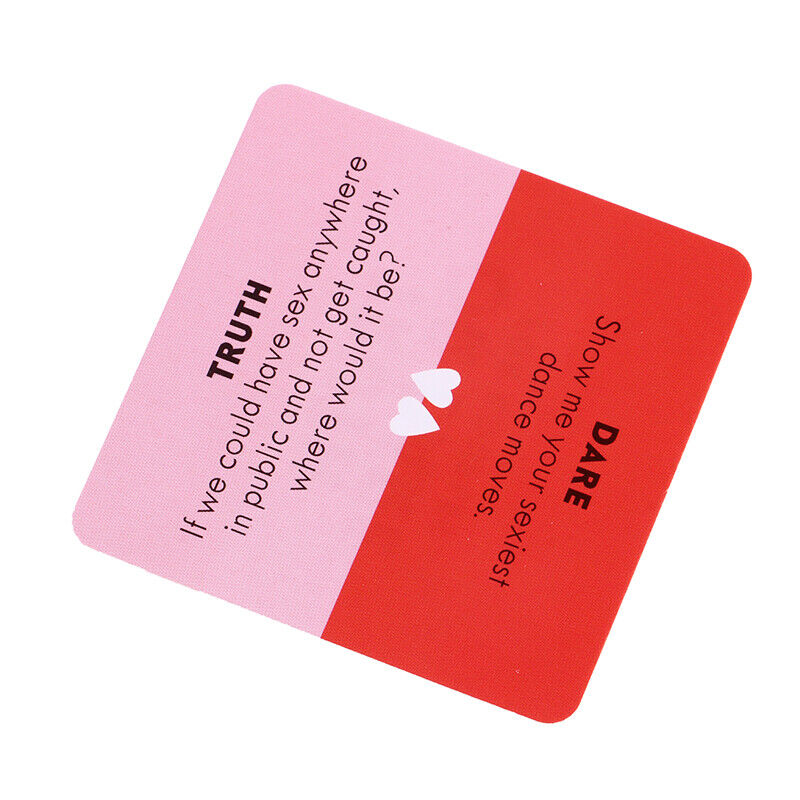 TRUTH
If we could have sex anywhere
in public and not get caught,
where would it be?
DARE
Show me your sexiest
dance moves.